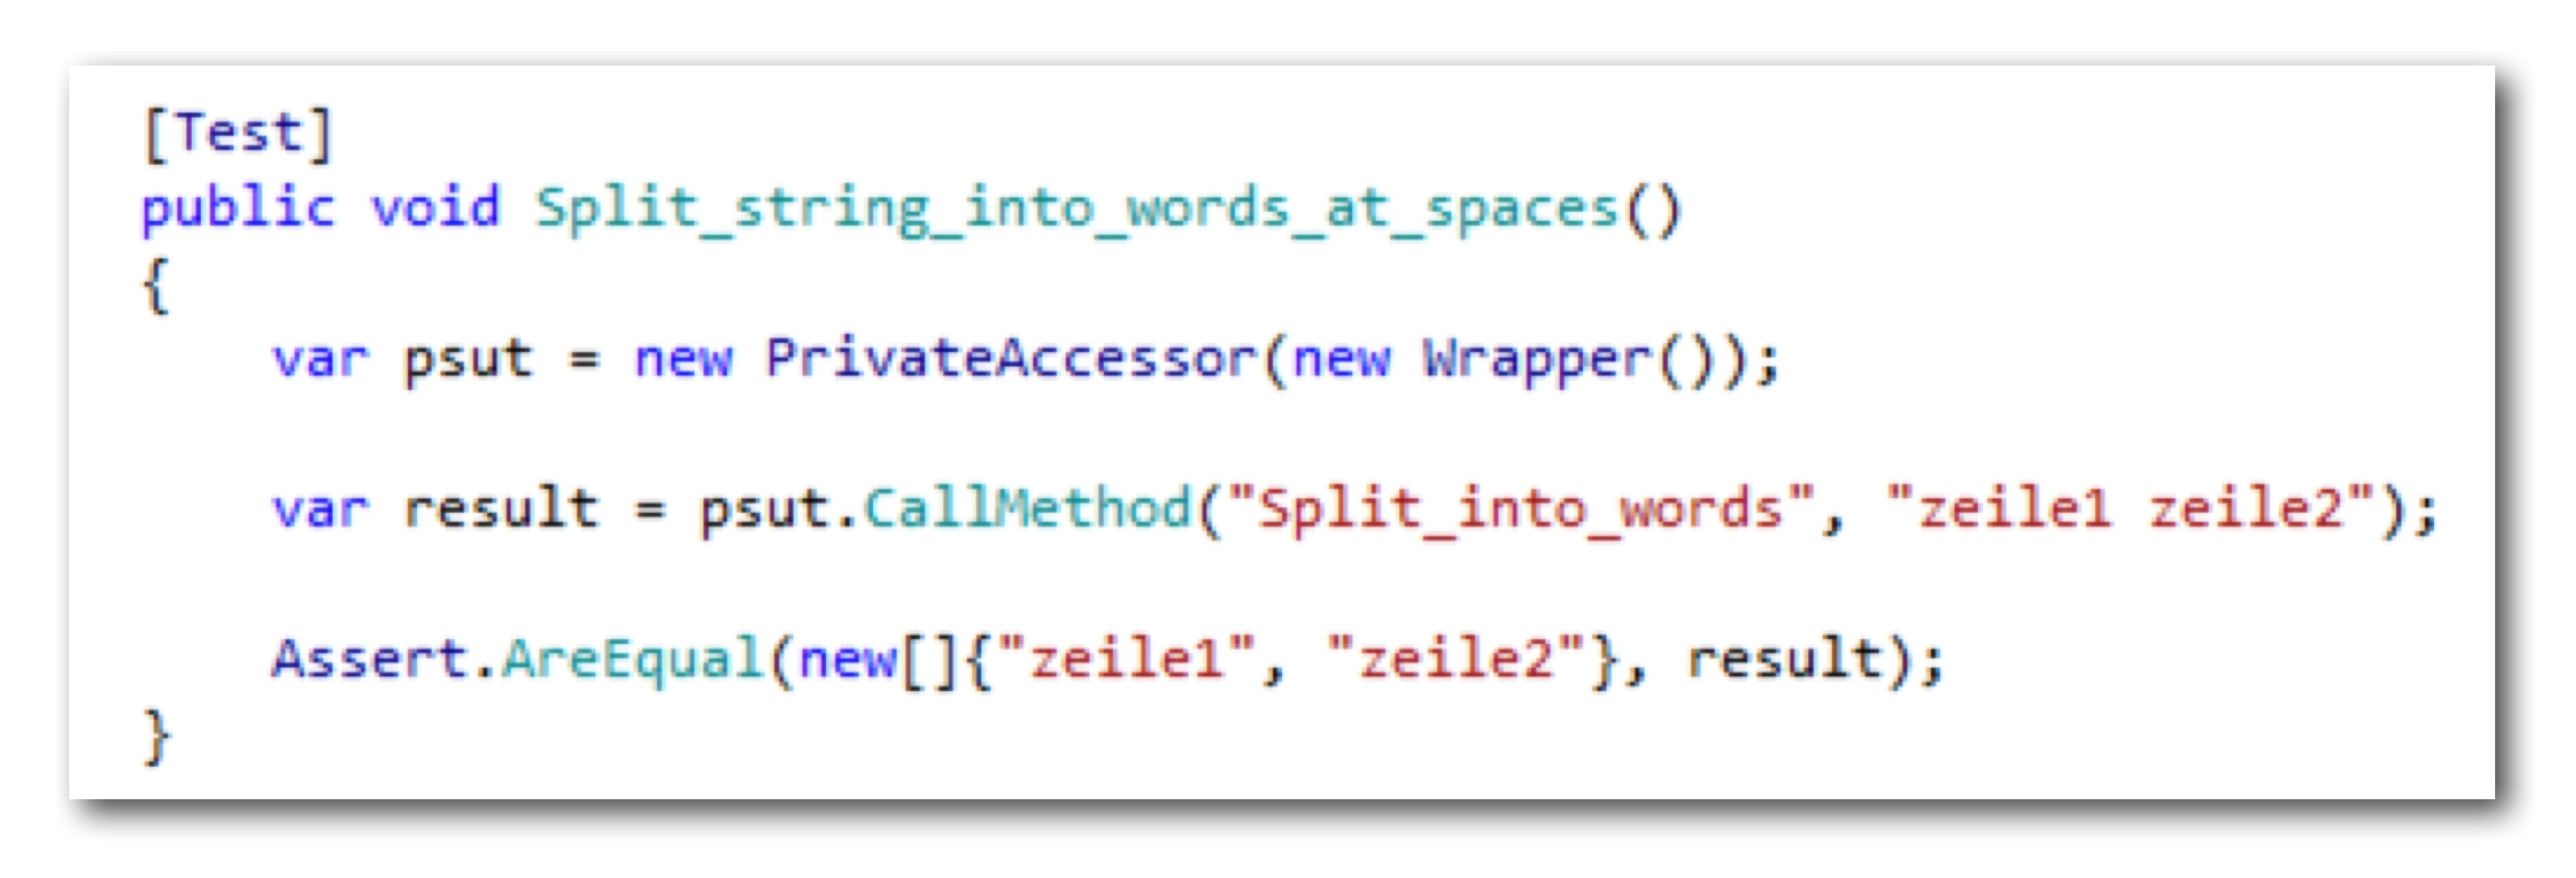 [Test]
public void Split_string_into_words_at_spaces()
{
    var psut = new PrivateAccessor(new Wrapper());
    var result = psut.CallMethod("Split_into_words", "zeile1 zeile2");
    Assert.AreEqual(new[]{"zeile1", "zeile2"}, result);
}